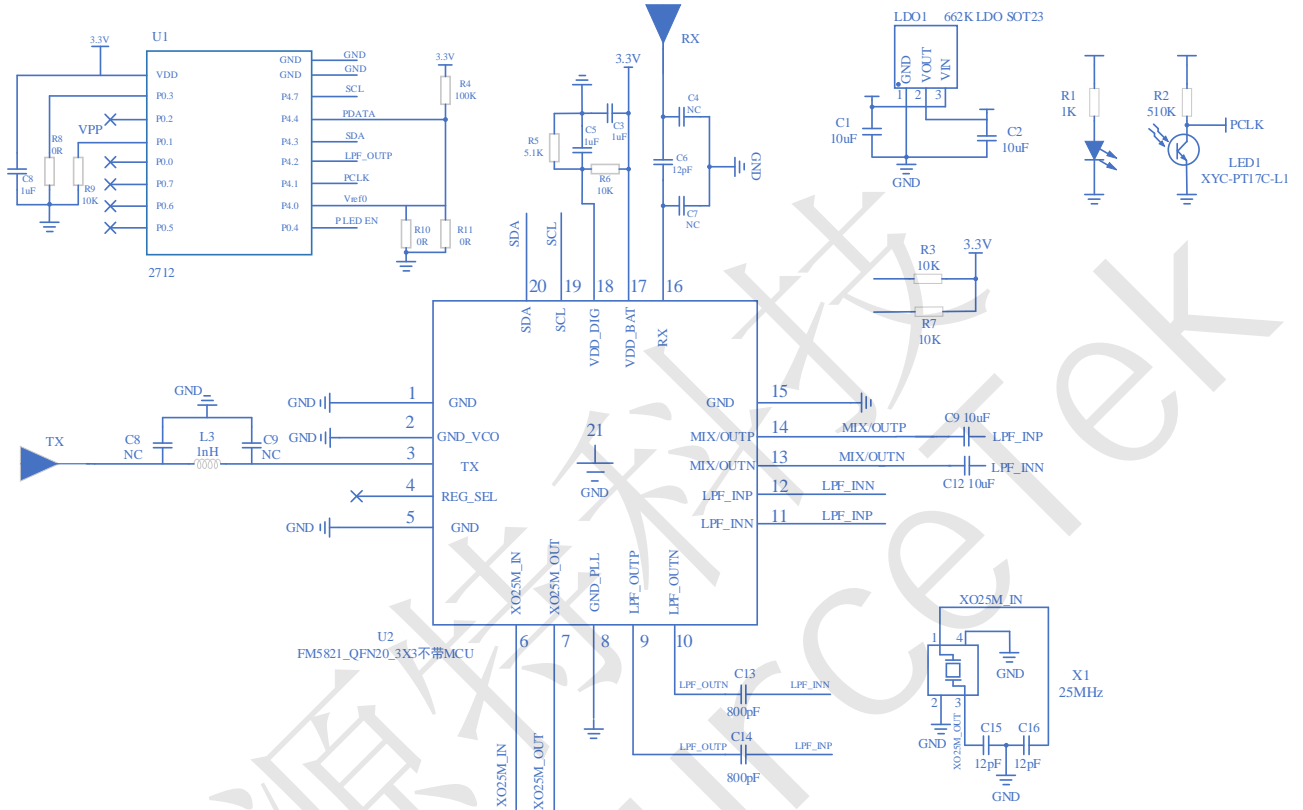 U1
3.3V
VDD
P0.3
P0.2
P0.1
P0.0
P0.7
P0.6
P0.5
GND
GND
P4.7
P4.4
P4.3
P4.2
P4.1
P4.0
P0.4
GND
GND
SCL
PDATA
SDA
LPF_OUTP
PCLK
Vref0
P LED EN
VPP
R8
0R
R9
10K
C8
1uF
2712
3.3V
R4
100K
R10
0R
R11
0R
3.3V
R5
5.1K
C5
1uF
C3
1uF
R6
10K
RX
C4
NC
C6
12pF
C7
NC
GND
LDO1 662K LDO SOT23
GND
VOUT
VIN
1 2 3
C1
10uF
C2
10uF
GND
R1
1K
R2
510K
PCLK
LED1
XYC-PT17C-L1
R3
10K
3.3V
R7
10K
SDA
SCL
20 19 18 17 16
SDA
SCL
VDD_DIG
VDD_BAT
RX
TX
GND
C8
NC
L3
1nH
C9
NC
GND
1
GND
GND
2
GND_VCO
3
TX
4
REG_SEL
GND
5
GND
21
GND
GND
15
MIX/OUTP
14
MIX/OUTP
C9 10uF
LPF_INP
MIX/OUTN
13
MIX/OUTN
LPF_INN
C12 10uF
LPF_INP
12
LPF_INN
LPF_INN
11
LPF_INP
XO25M_IN
XO25M_OUT
GND_PLL
LPF_OUTP
LPF_OUTN
6 7 8 9 10
U2
FM5821_QFN20_3X3不带MCU
XO25M_IN
XO25M_OUT
LPF_OUTN
C13
800pF
LPF_INN
LPF_OUTP
C14
800pF
LPF_INP
XO25M_IN
1 4
GND
2 3
GND
XO25M_OUT
X1
25MHz
C15
12pF
C16
12pF
GND
源特科技
urceTek